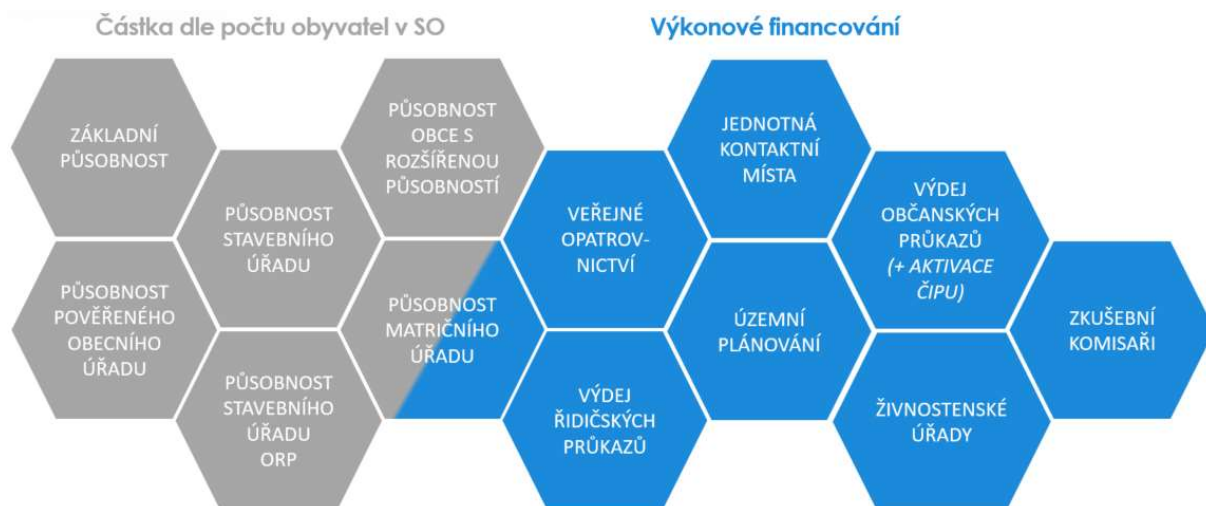 Částka dle počtu obyvatel v SO
Výkonové financování
ZÁKLADNÍ
PŮSOBNOST
PŮSOBNOST
POVĚŘENÉHO
OBECNÍHO
ÚŘADU
PŮSOBNOST
STAVEBNÍHO
ÚŘADU
PŮSOBNOST
STAVEBNÍHO
ÚŘADU
ORP
PŮSOBNOST
OBCE S
ROZŠÍŘENOU
PŮSOBNOSTÍ
PŮSOBNOST
MATRIČNÍHO
ÚŘADU
VEŘEJNÉ
OPATROV-
NICTVÍ
VÝDEJ
ŘIDIČSKÝCH
PRŮKAZŮ
JEDNOTNÁ
KONTAKTNÍ
MÍSTA
ÚZEMNÍ
PLÁNOVÁNÍ
VÝDEJ
OBČANSKÝCH
PRŮKAZŮ
(+ AKTIVACE
ČIPU)
ŽIVNOSTENSKÉ
ÚŘADY
ZKUŠEBNÍ
KOMISAŘI